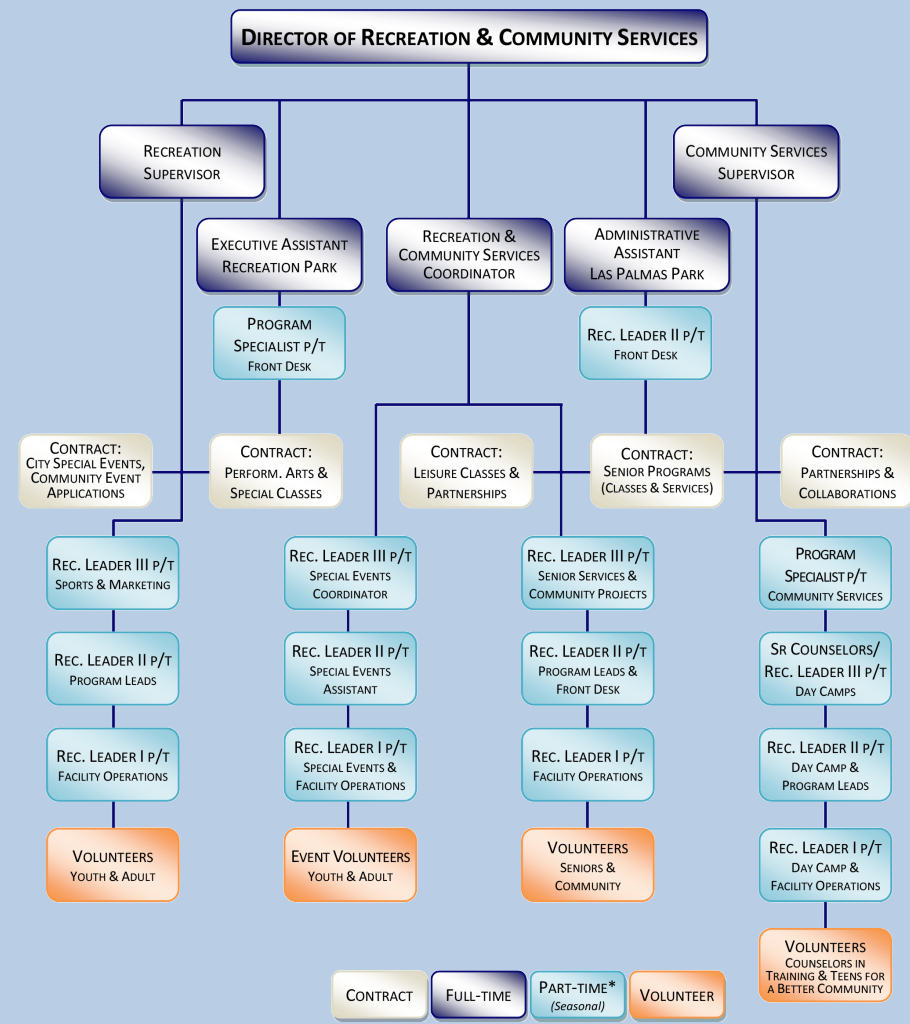 DIRECTOR OF RECREATION & COMMUNITY SERVICES
RECREATION
SUPERVISOR
COMMUNITY SERVICES
SUPERVISOR
EXECUTIVE ASSISTANT
RECREATION PARK
RECREATION &
COMMUNITY SERVICES
COORDINATOR
ADMINISTRATIVE
ASSISTANT
LAS PALMAS PARK
PROGRAM
SPECIALIST P/T
FRONT DESK
REC. LEADER II P/T
FRONT DESK
CONTRACT:
CITY SPECIAL EVENTS,
COMMUNITY EVENT
APPLICATIONS
CONTRACT:
PERFORM. ARTS &
SPECIAL CLASSES
CONTRACT:
LEISURE CLASSES &
PARTNERSHIPS
CONTRACT:
SENIOR PROGRAMS
(CLASSES & SERVICES)
CONTRACT:
PARTNERSHIPS &
COLLABORATIONS
REC. LEADER III P/T
SPORTS & MARKETING
REC. LEADER III P/T
SPECIAL EVENTS
COORDINATOR
REC. LEADER III P/T
SENIOR SERVICES &
COMMUNITY PROJECTS
PROGRAM
SPECIALIST P/T
COMMUNITY SERVICES
REC. LEADER II P/T
PROGRAM LEADS
REC. LEADER II P/T
SPECIAL EVENTS
ASSISTANT
REC. LEADER II P/T
PROGRAM LEADS &
FRONT DESK
SR COUNSELORS/
REC. LEADER III P/T
DAY CAMPS
REC. LEADER I P/T
FACILITY OPERATIONS
REC. LEADER I P/T
SPECIAL EVENTS &
FACILITY OPERATIONS
REC. LEADER I P/T
FACILITY OPERATIONS
REC. LEADER II P/T
DAY CAMP &
PROGRAM LEADS
VOLUNTEERS
YOUTH & ADULT
EVENT VOLUNTEERS
YOUTH & ADULT
VOLUNTEERS
SENIORS &
COMMUNITY
REC. LEADER I P/T
DAY CAMP &
FACILITY OPERATIONS
VOLUNTEERS
COUNSELORS IN
TRAINING & TEENS FOR
A BETTER COMMUNITY
CONTRACT
FULL-TIME
PART-TIME*
(Seasonal)
VOLUNTEER